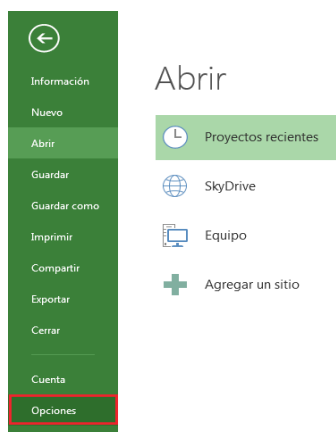 Información
Nuevo
Abrir
Guardar
Guardar como
Imprimir
Compartir
Exportar
Cerrar
Cuenta
Opciones
Abrir
Proyectos recientes
SkyDrive
Equipo
Agregar un sitio